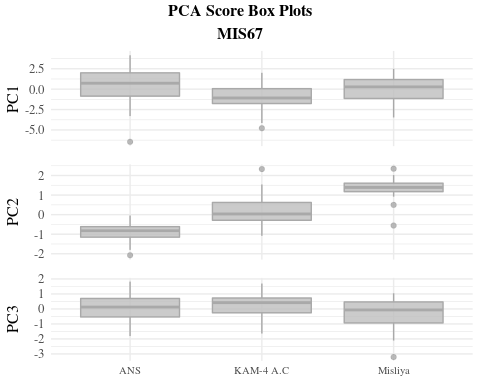 PCA Score Box Plots
MIS67
PC1
2.5
0.0
-2.5
-5.0
PC2
2
1
0
-1
-2
PC3
2
1
0
-1
-2
-3
ANS KAM-4 A.C Misliya